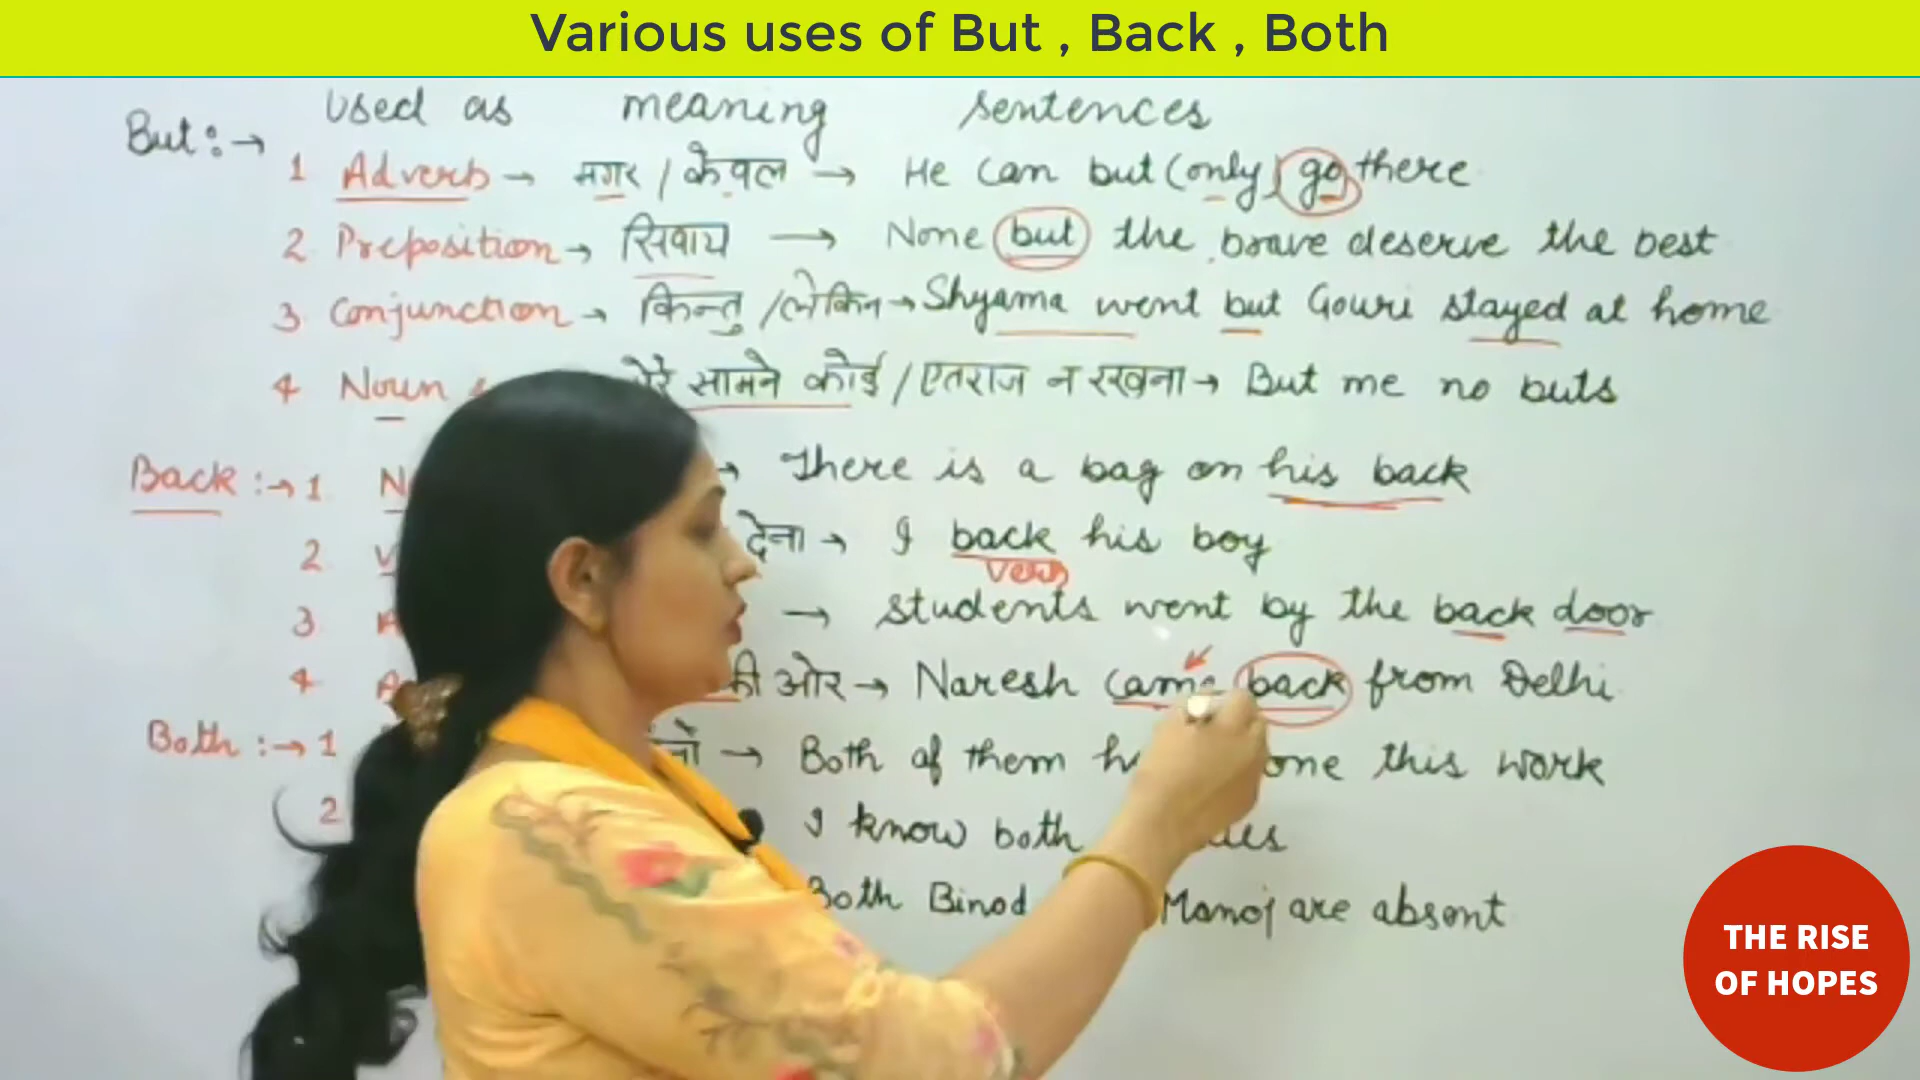 Various uses of But , Back , Both
Used as meaning sentences
But :→
1 Adverb → मगर / केवल → He can but (only) go there
2 Preposition → सिवाय → None but the brave deserve the best
3 Conjunction → किन्तु / लेकिन → Shyama went but Gouri stayed at home
4 Noun सामने कोई / एतराज न रखना → But me no buts
Back :→ 1 → There is a bag on his back
2 देना → I back his boy
verb
3 → students went by the back door
4 की ओर → Naresh came back from Delhi
Both :→ 1 → Both of them this work
2 I know both
Both Binod Manoj are absent
THE RISE
OF HOPES